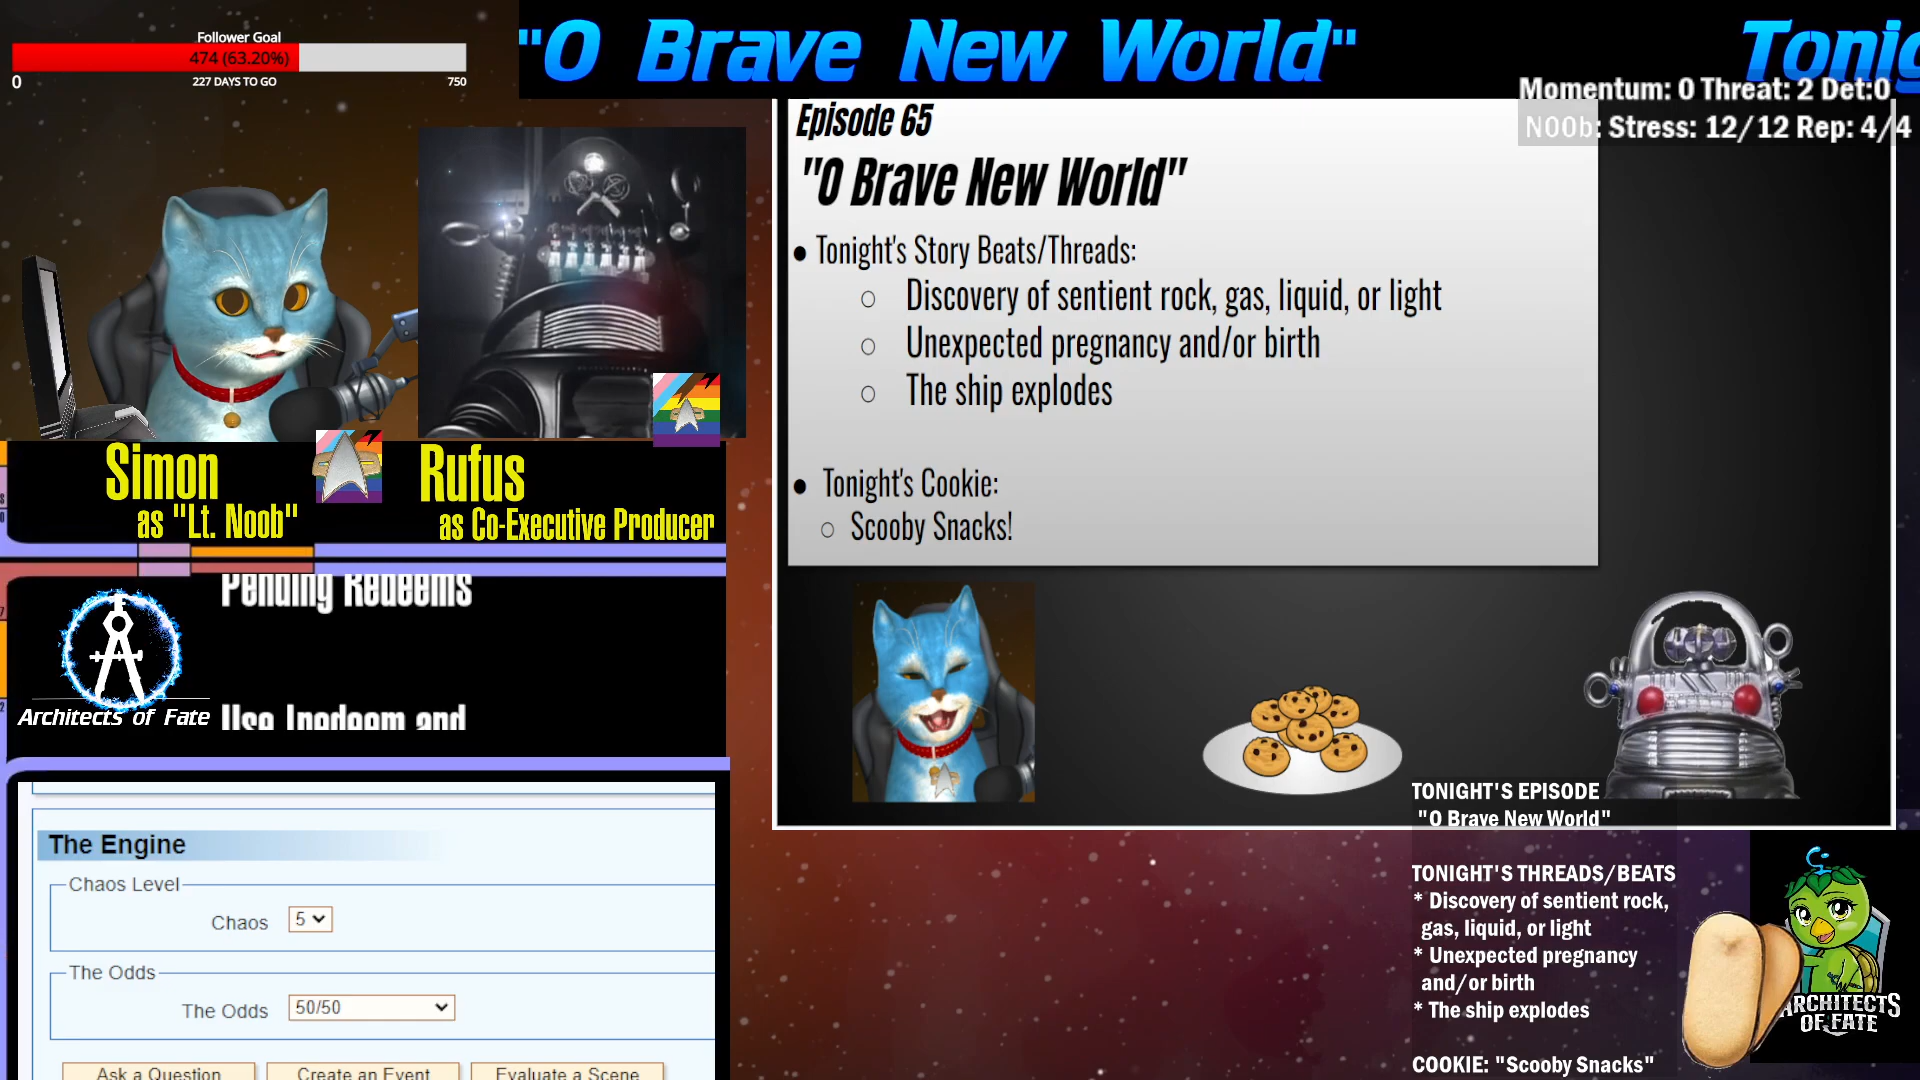 Follower Goal
474 (63.20%)
0
227 DAYS TO GO
750
"O Brave New World"
Tonig
Momentum: 0 Threat: 2 Det:0
N00b: Stress: 12/12 Rep: 4/4
Episode 65
"O Brave New World"
Tonight's Story Beats/Threads:
Discovery of sentient rock, gas, liquid, or light
Unexpected pregnancy and/or birth
The ship explodes
Tonight's Cookie:
Scooby Snacks!
Simon
as "Lt. Noob"
Rufus
as Co-Executive Producer
Pending Redeems
Architects of Fate
The Engine
Chaos Level
Chaos
5
The Odds
The Odds
50/50
Ask a Question
Create an Event
Evaluate a Scene
TONIGHT'S EPISODE
"O Brave New World"
TONIGHT'S THREADS/BEATS
* Discovery of sentient rock,
gas, liquid, or light
* Unexpected pregnancy
and/or birth
* The ship explodes
COOKIE: "Scooby Snacks"
ARCHITECTS
OF FATE